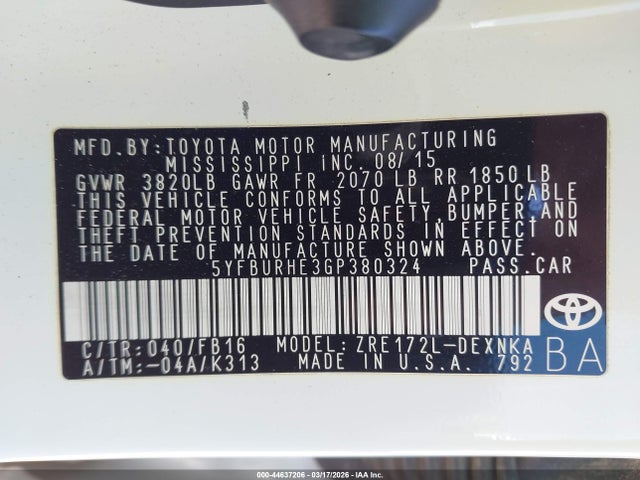 MFD.BY:TOYOTA MOTOR MANUFACTURING
MISSISSIPPI INC. 08/15
GVWR 3820LB GAWR FR 2070LB RR 1850LB
THIS VEHICLE CONFORMS TO ALL APPLICABLE
FEDERAL MOTOR VEHICLE SAFETY,BUMPER,AND
THEFT PREVENTION STANDARDS IN EFFECT ON
THE DATE OF MANUFACTURE SHOWN ABOVE.
5YFBURHE3GP380324 PASS.CAR
C/TR:040/FB16 MODEL:ZRE172L-DEXNKA
A/TM:-04A/K313 MADE IN U.S.A. 792
BA
000-44637206 - 03/17/2026 - IAA Inc.